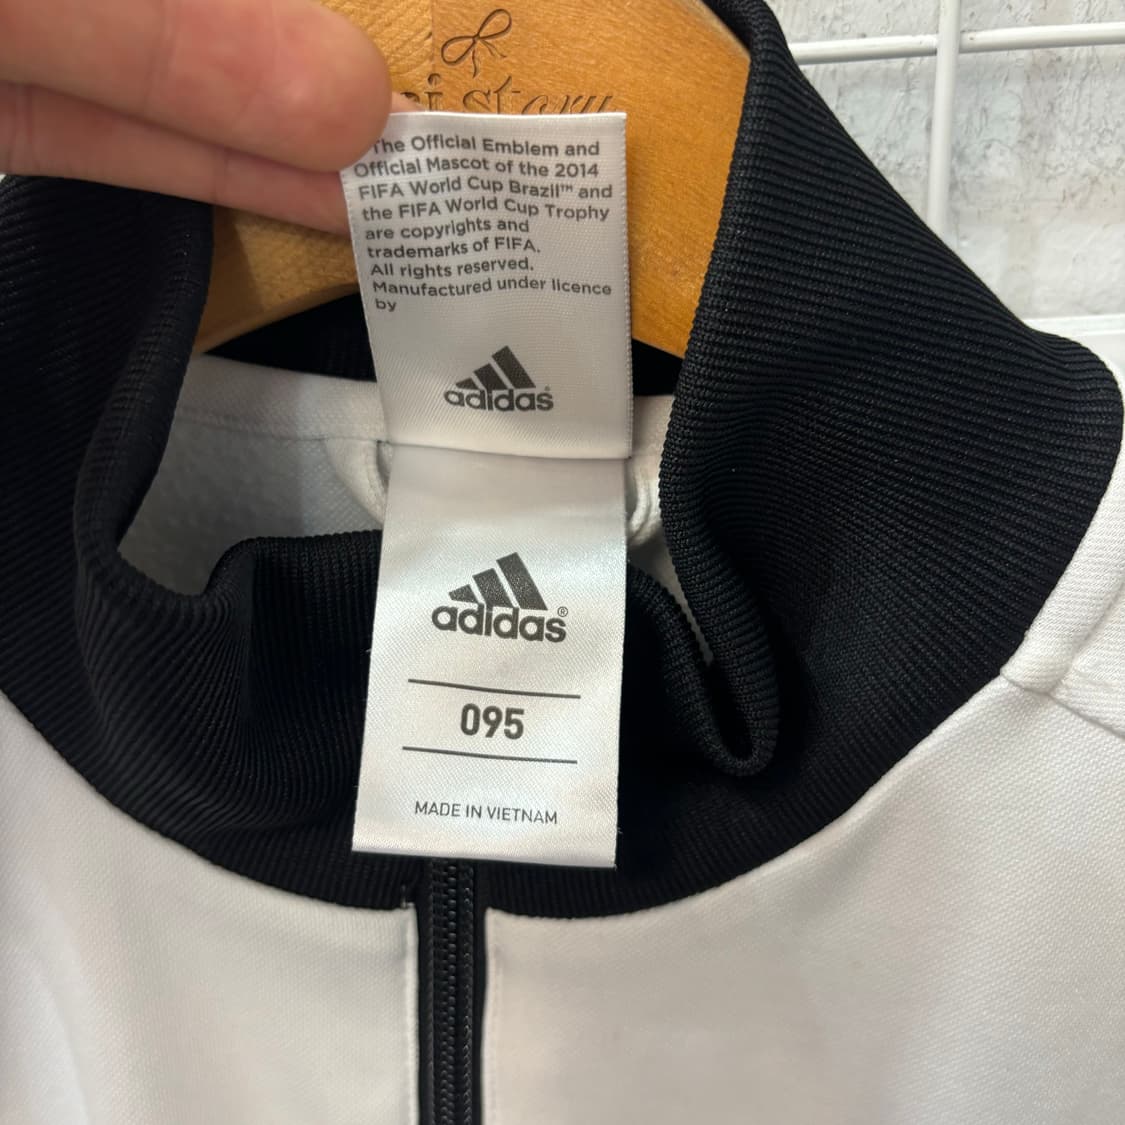 story
The Official Emblem and
Official Mascot of the 2014
FIFA World Cup Brazil™ and
the FIFA World Cup Trophy
are copyrights and
trademarks of FIFA.
All rights reserved.
Manufactured under licence
by
adidas®
adidas®
095
MADE IN VIETNAM